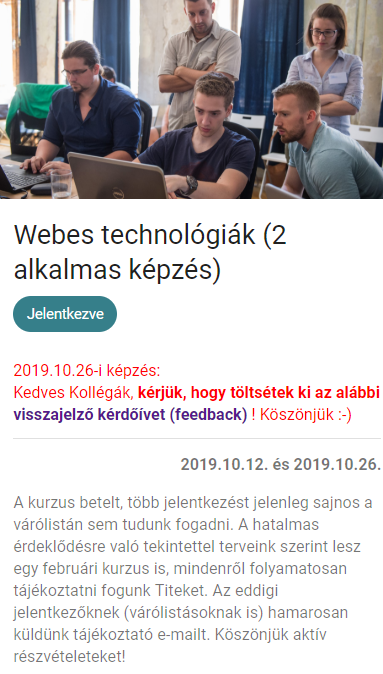 Webes technológiák (2
alkalmas képzés)
Jelentkezve
2019.10.26-i képzés:
Kedves Kollégák, kérjük, hogy töltsétek ki az alábbi
visszajelző kérdőívet (feedback) ! Köszönjük :-)
2019.10.12. és 2019.10.26.
A kurzus betelt, több jelentkezést jelenleg sajnos a
várólistán sem tudunk fogadni. A hatalmas
érdeklődésre való tekintettel terveink szerint lesz
egy februári kurzus is, mindenről folyamatosan
tájékoztatni fogunk Titeket. Az eddigi
jelentkezőknek (várólistásoknak is) hamarosan
küldünk tájékoztató e-mailt. Köszönjük aktív
részvételeteket!